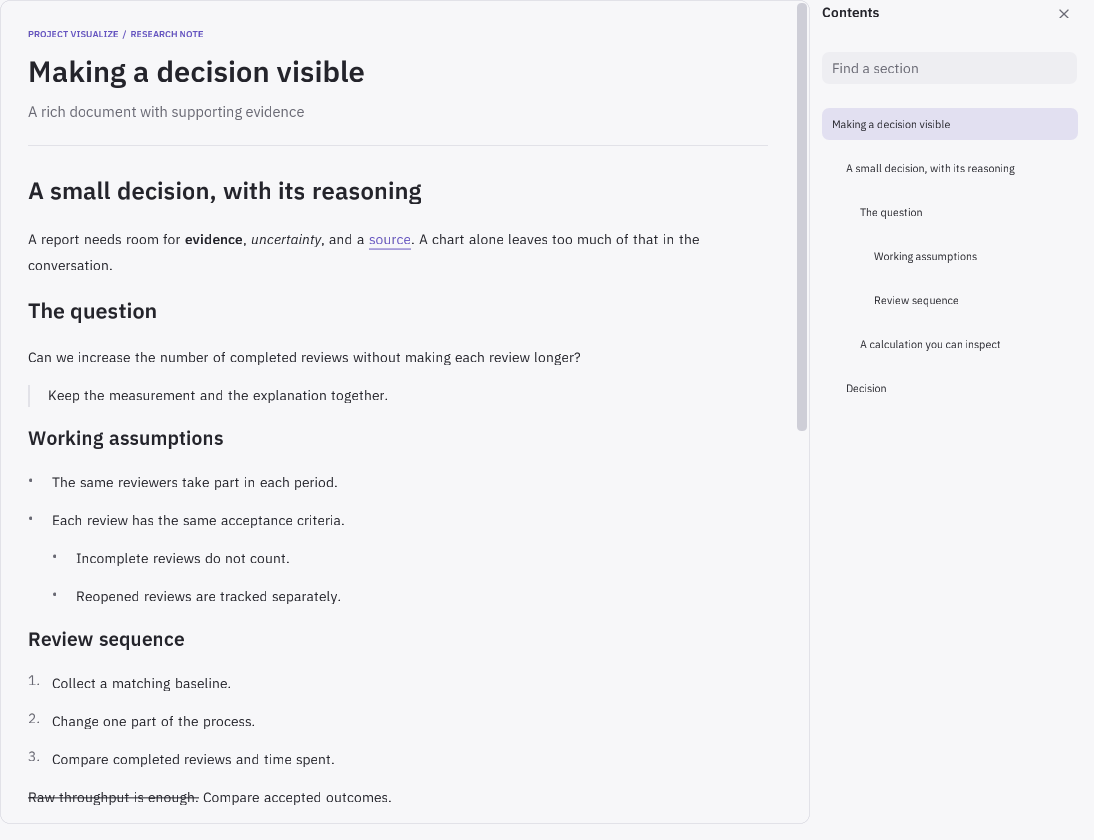 PROJECT VISUALIZE / RESEARCH NOTE
Making a decision visible
A rich document with supporting evidence
A small decision, with its reasoning
A report needs room for evidence, uncertainty, and a source. A chart alone leaves too much of that in the
conversation.
The question
Can we increase the number of completed reviews without making each review longer?
Keep the measurement and the explanation together.
Working assumptions
• The same reviewers take part in each period.
• Each review has the same acceptance criteria.
• Incomplete reviews do not count.
• Reopened reviews are tracked separately.
Review sequence
1. Collect a matching baseline.
2. Change one part of the process.
3. Compare completed reviews and time spent.
Raw throughput is enough. Compare accepted outcomes.
Contents
Find a section
Making a decision visible
A small decision, with its reasoning
The question
Working assumptions
Review sequence
A calculation you can inspect
Decision